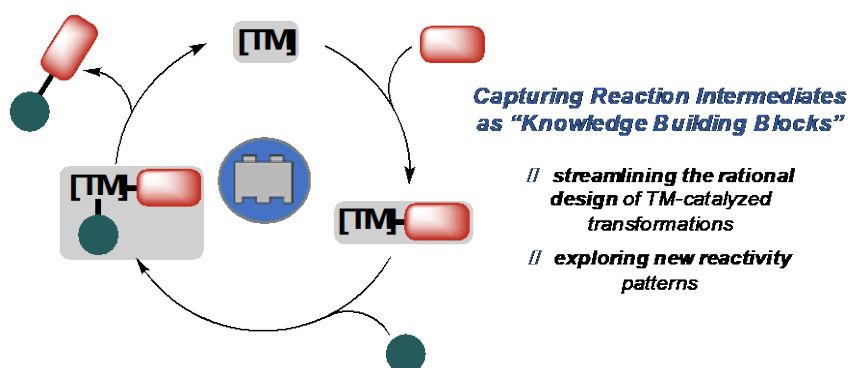 [TM]
Capturing Reaction Intermediates
as “Knowledge Building Blocks”
// streamlining the rational
design of TM-catalyzed
transformations
// exploring new reactivity
patterns
[TM]
[TM]